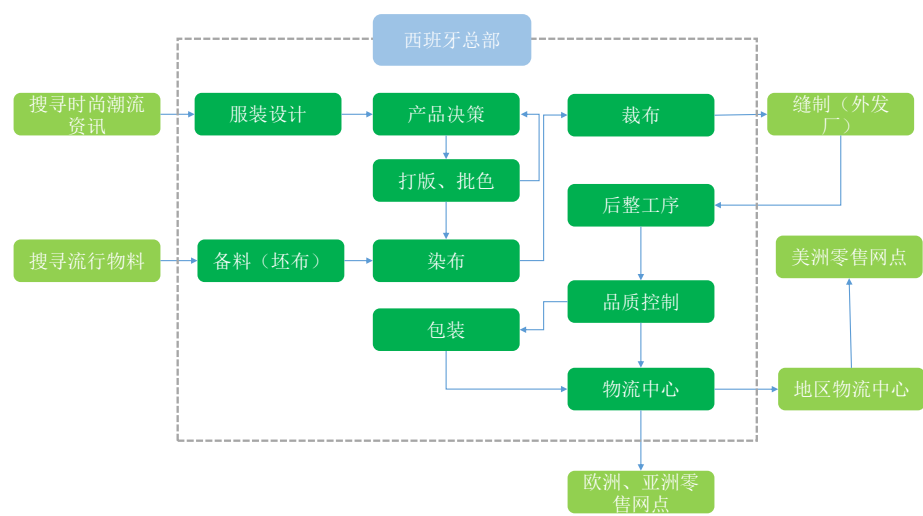 西班牙总部
搜寻时尚潮流
资讯
服装设计
产品决策
裁布
缝制（外发
厂）
打版、批色
后整工序
搜寻流行物料
备料（坯布）
染布
美洲零售网点
品质控制
包装
物流中心
地区物流中心
欧洲、亚洲零
售网点